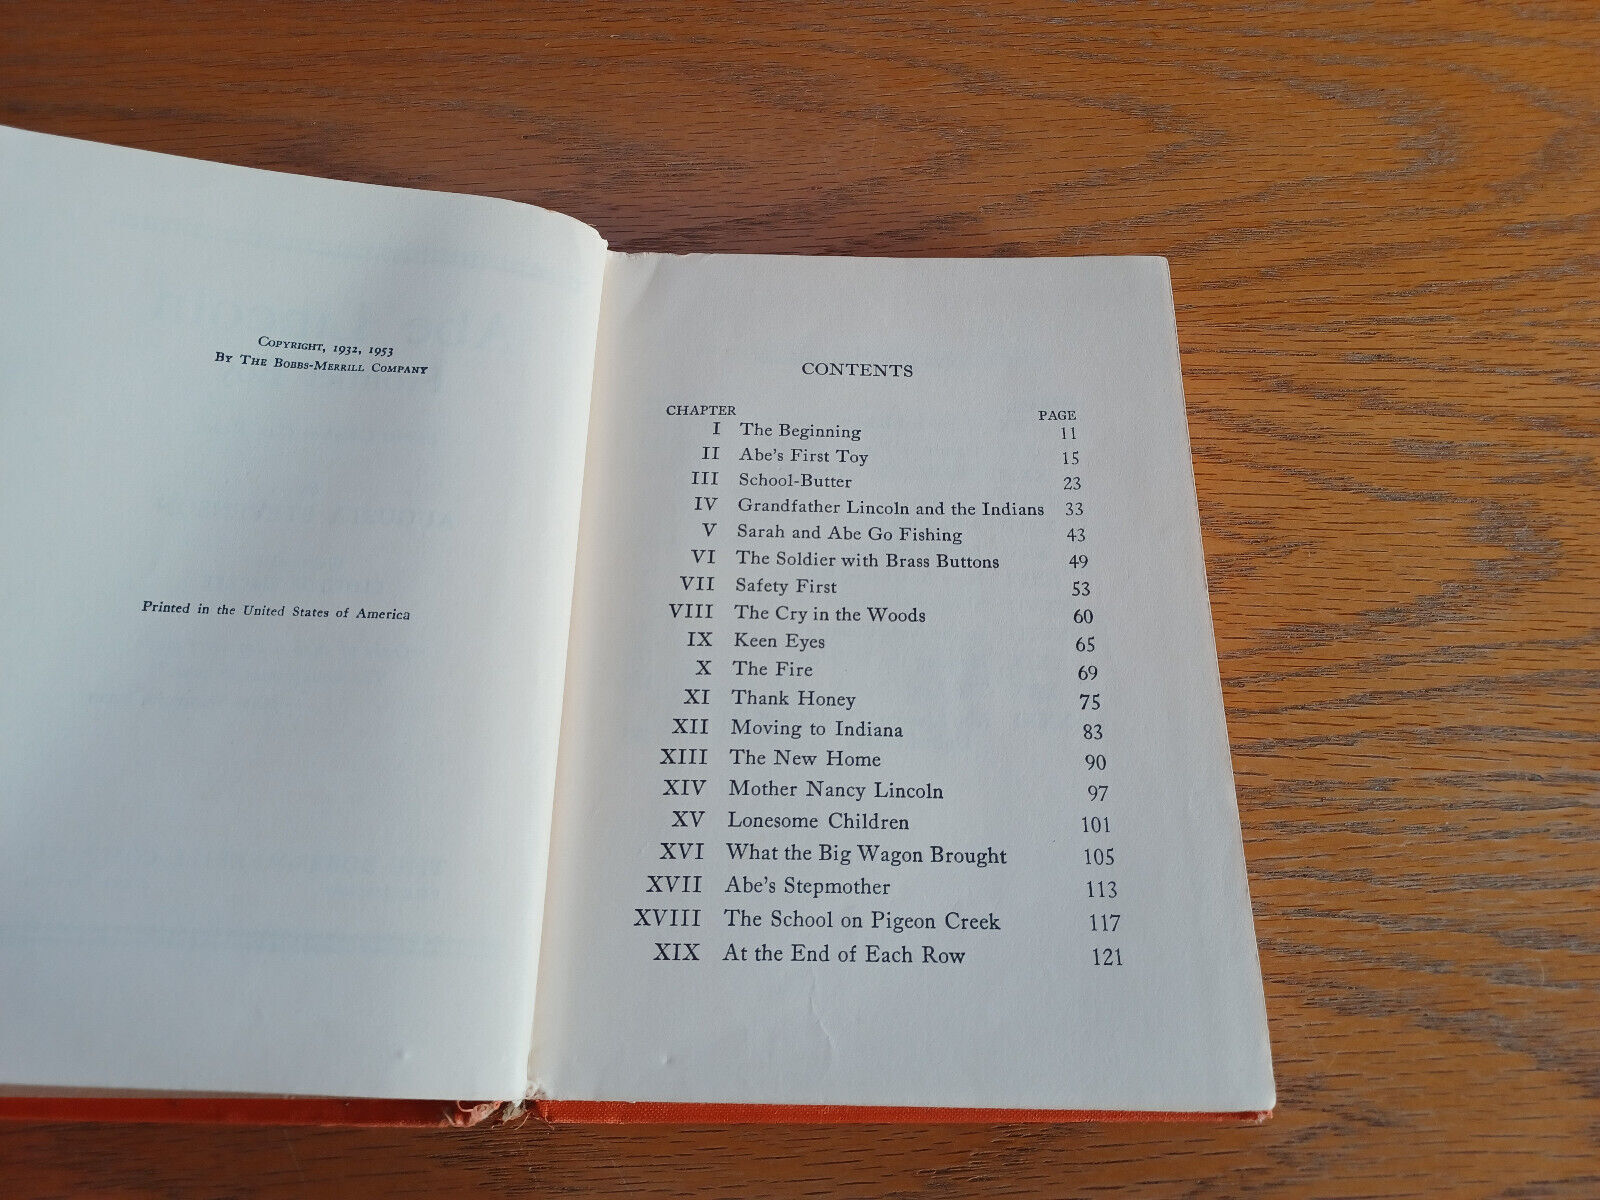 COPYRIGHT, 1932, 1953
BY THE BOBBS-MERRILL COMPANY
Printed in the United States of America
CONTENTS
CHAPTER PAGE
I The Beginning 11
II Abe's First Toy 15
III School-Butter 23
IV Grandfather Lincoln and the Indians 33
V Sarah and Abe Go Fishing 43
VI The Soldier with Brass Buttons 49
VII Safety First 53
VIII The Cry in the Woods 60
IX Keen Eyes 65
X The Fire 69
XI Thank Honey 75
XII Moving to Indiana 83
XIII The New Home 90
XIV Mother Nancy Lincoln 97
XV Lonesome Children 101
XVI What the Big Wagon Brought 105
XVII Abe's Stepmother 113
XVIII The School on Pigeon Creek 117
XIX At the End of Each Row 121